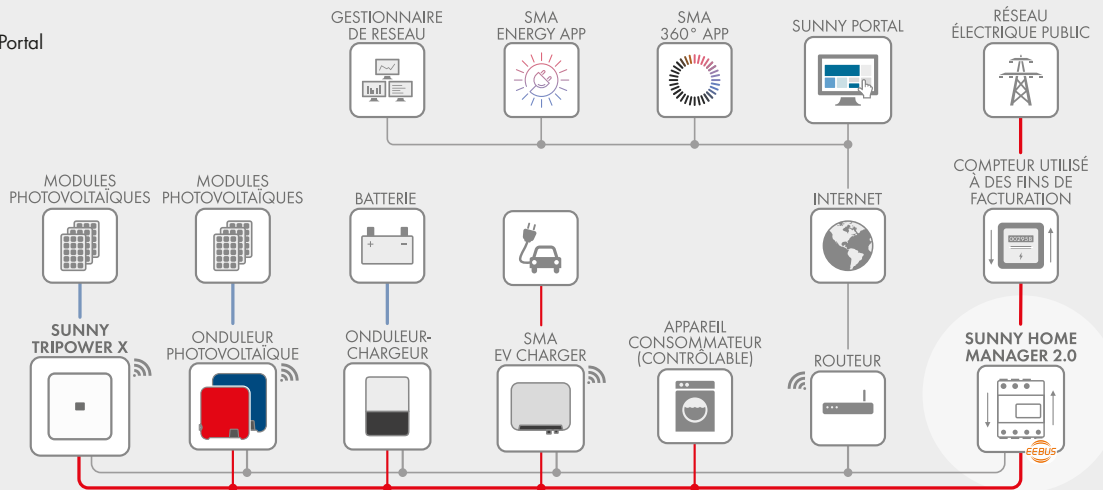 Portal
GESTIONNAIRE
DE RESEAU
SMA
ENERGY APP
SMA
360° APP
SUNNY PORTAL
RÉSEAU
ÉLECTRIQUE PUBLIC
MODULES
PHOTOVOLTAÏQUES
MODULES
PHOTOVOLTAÏQUES
BATTERIE
INTERNET
COMPTEUR UTILISÉ
À DES FINS DE
FACTURATION
SUNNY
TRIPOWER X
ONDULEUR
PHOTOVOLTAÏQUE
ONDULEUR-
CHARGEUR
SMA
EV CHARGER
APPAREIL
CONSOMMATEUR
(CONTRÔLABLE)
ROUTEUR
SUNNY HOME
MANAGER 2.0
EEBUS